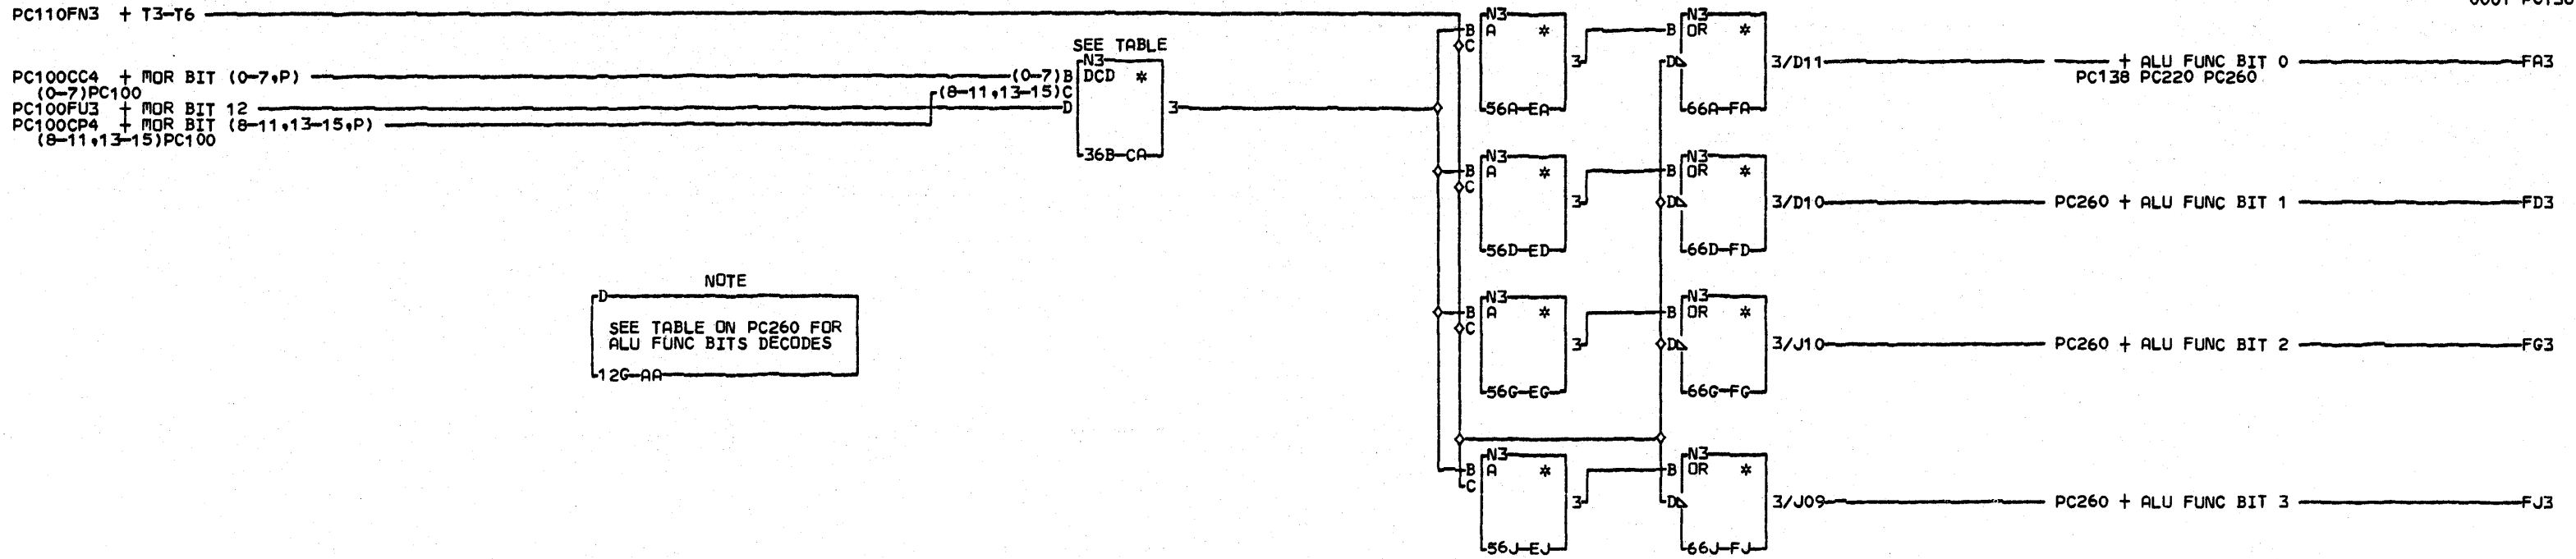 PC110FN3 + T3-T6
SEE TABLE
PC100CC4 + MOR BIT (0-7,P)
(0-7)PC100
PC100FU3 + MOR BIT 12
PC100CP4 + MOR BIT (8-11,13-15,P)
(8-11,13-15)PC100
(0-7)B
(8-11,13-15)C
D
N3
DCD *
3
36B-CA
NOTE
D
SEE TABLE ON PC260 FOR
ALU FUNC BITS DECODES
12G-AA
N3
B A *
C
3
56A-EA
N3
B OR *
D
3/D11
66A-FA
+ ALU FUNC BIT 0
PC138 PC220 PC260
FA3
N3
B A *
C
3
56D-ED
N3
B OR *
D
3/D10
66D-FD
PC260 + ALU FUNC BIT 1
FD3
N3
B A *
C
3
56G-EG
N3
B OR *
D
3/J10
66G-FG
PC260 + ALU FUNC BIT 2
FG3
N3
B A *
C
3
56J-EJ
N3
B OR *
D
3/J09
66J-FJ
PC260 + ALU FUNC BIT 3
FJ3